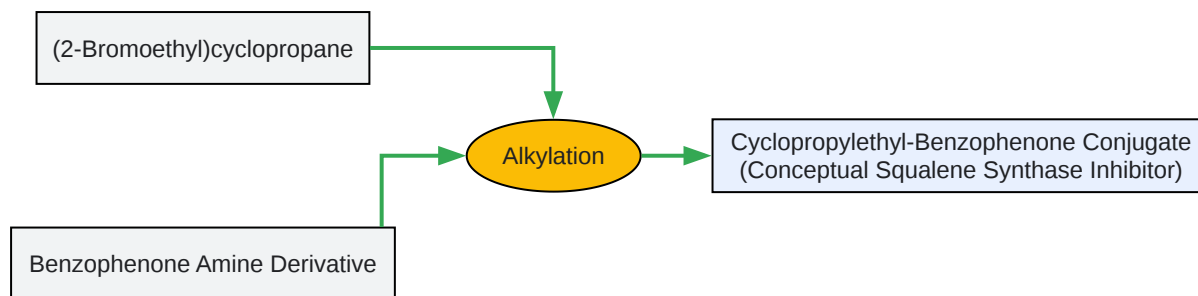 (2-Bromoethyl)cyclopropane
Alkylation
Cyclopropylethyl-Benzophenone Conjugate
(Conceptual Squalene Synthase Inhibitor)
Benzophenone Amine Derivative